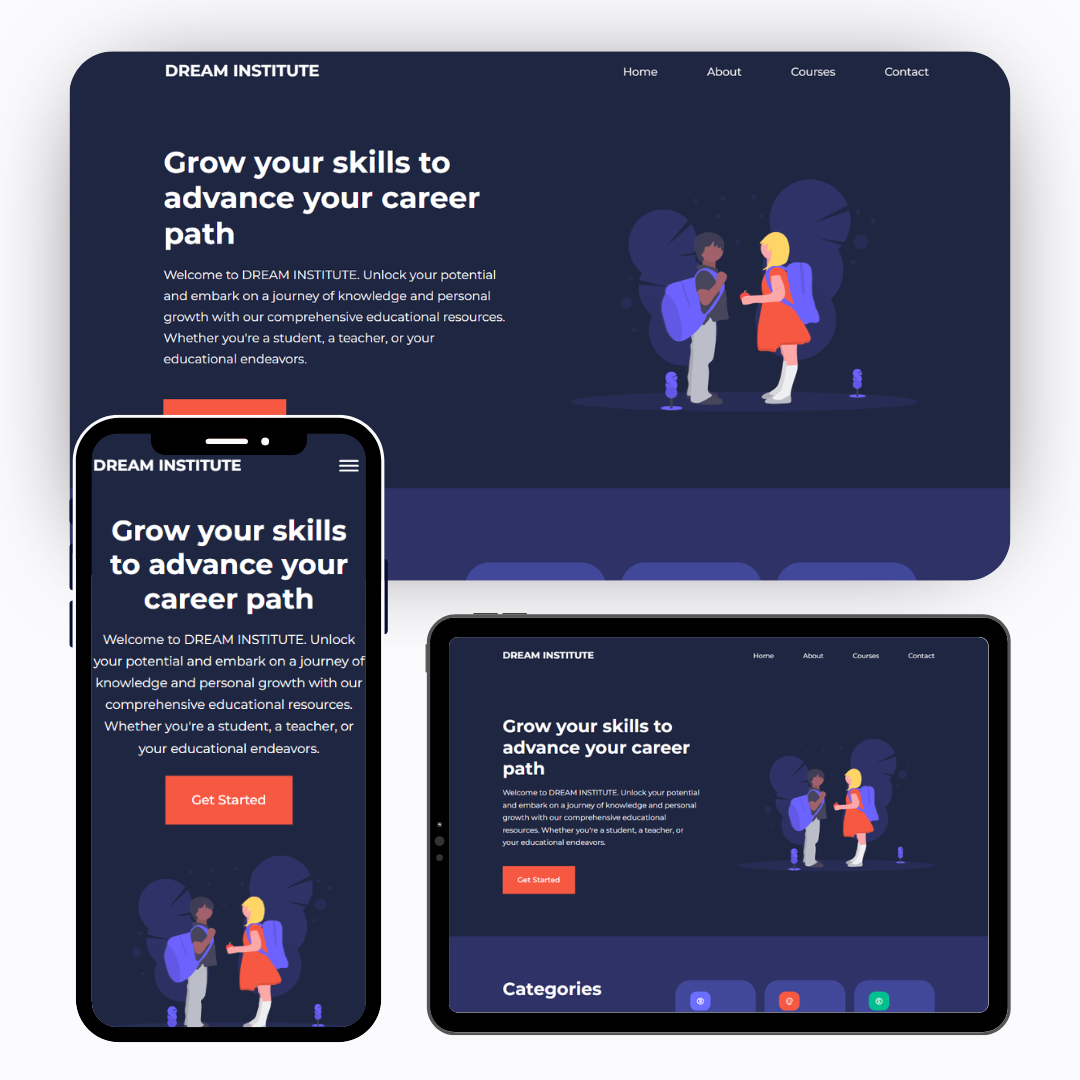 DREAM INSTITUTE
Home About Courses Contact
Grow your skills to
advance your career
path
Welcome to DREAM INSTITUTE. Unlock your potential
and embark on a journey of knowledge and personal
growth with our comprehensive educational resources.
Whether you're a student, a teacher, or your
educational endeavors.
DREAM INSTITUTE
Grow your skills
to advance your
career path
Welcome to DREAM INSTITUTE. Unlock
your potential and embark on a journey of
knowledge and personal growth with our
comprehensive educational resources.
Whether you're a student, a teacher, or
your educational endeavors.
Get Started
DREAM INSTITUTE
Home About Courses Contact
Grow your skills to
advance your career
path
Welcome to DREAM INSTITUTE. Unlock your potential
and embark on a journey of knowledge and personal
growth with our comprehensive educational
resources. Whether you're a student, a teacher, or
your educational endeavors.
Get Started
Categories